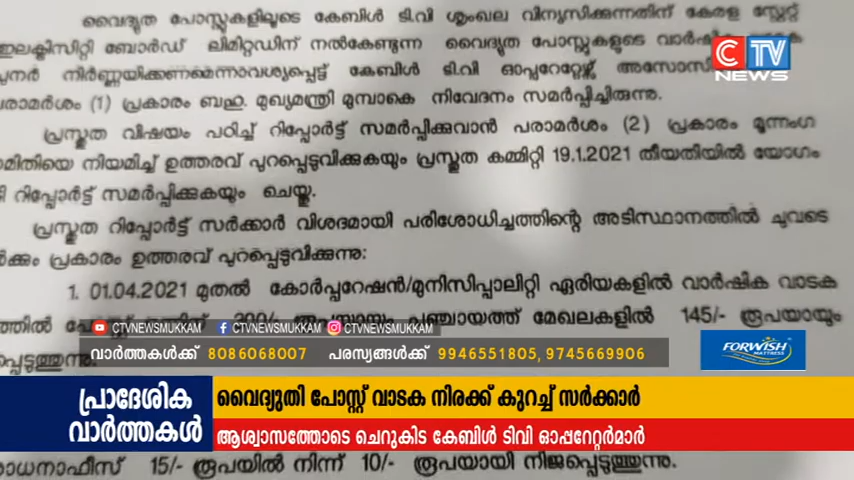 വൈദ്യുത പോസ്റ്റുകളിലൂടെ കേബിൾ ടി.വി ശൃംഖല വിന്യസിക്കുന്നതിന് കേരള സ്റ്റേറ്റ്
ഇലക്ട്രിസിറ്റി ബോർഡ് ലിമിറ്റഡിന് നൽകേണ്ടുന്ന വൈദ്യുത പോസ്റ്റുകളുടെ
നിർണ്ണയിക്കണമെന്നാവശ്യപ്പെട്ട് കേബിൾ ടി.വി ഓപ്പറേറ്റേഴ്സ്
പരാമർശം (1) പ്രകാരം ബഹു. മുഖ്യമന്ത്രി മുമ്പാകെ നിവേദനം സമർപ്പിച്ചിരുന്നു.
CTV
NEWS
പ്രസ്തുത വിഷയം പഠിച്ച് റിപ്പോർട്ട് സമർപ്പിക്കുവാൻ പരാമർശം (2) പ്രകാരം മൂന്നംഗ
നിയമിച്ച് ഉത്തരവ് പുറപ്പെടുവിക്കുകയും പ്രസ്തുത കമ്മിറ്റി 19.1.2021 തീയതിയിൽ യോഗം
റിപ്പോർട്ട് സമർപ്പിക്കുകയും ചെയ്തു.
പ്രസ്തുത റിപ്പോർട്ട് സർക്കാർ വിശദമായി പരിശോധിച്ചത്തിന്റെ അടിസ്ഥാനത്തിൽ ചുവടെ
പ്രകാരം ഉത്തരവ് പുറപ്പെടുവിക്കുന്നു:
1. 01.04.2021 മുതൽ കോർപ്പറേഷൻ/മുനിസിപ്പാലിറ്റി ഏരിയകളിൽ വാർഷിക വാടക
പഞ്ചായത്ത് മേഖലകളിൽ 145/- രൂപയായും
CTVNEWSMUKKAM CTVNEWSMUKKAM CTVNEWSMUKKAM
വാർത്തകൾക്ക് 8086068007 പരസ്യങ്ങൾക്ക് 9946551805, 9745669906
FORWISH
MATTRESS
പ്രാദേശിക
വാർത്തകൾ
വൈദ്യുതി പോസ്റ്റ് വാടക നിരക്ക് കുറച്ച് സർക്കാർ
ആശ്വാസത്തോടെ ചെറുകിട കേബിൾ ടിവി ഓപ്പറേറ്റർമാർ
15/- രൂപയിൽ നിന്ന് 10/- രൂപയായി നിജപ്പെടുത്തുന്നു.